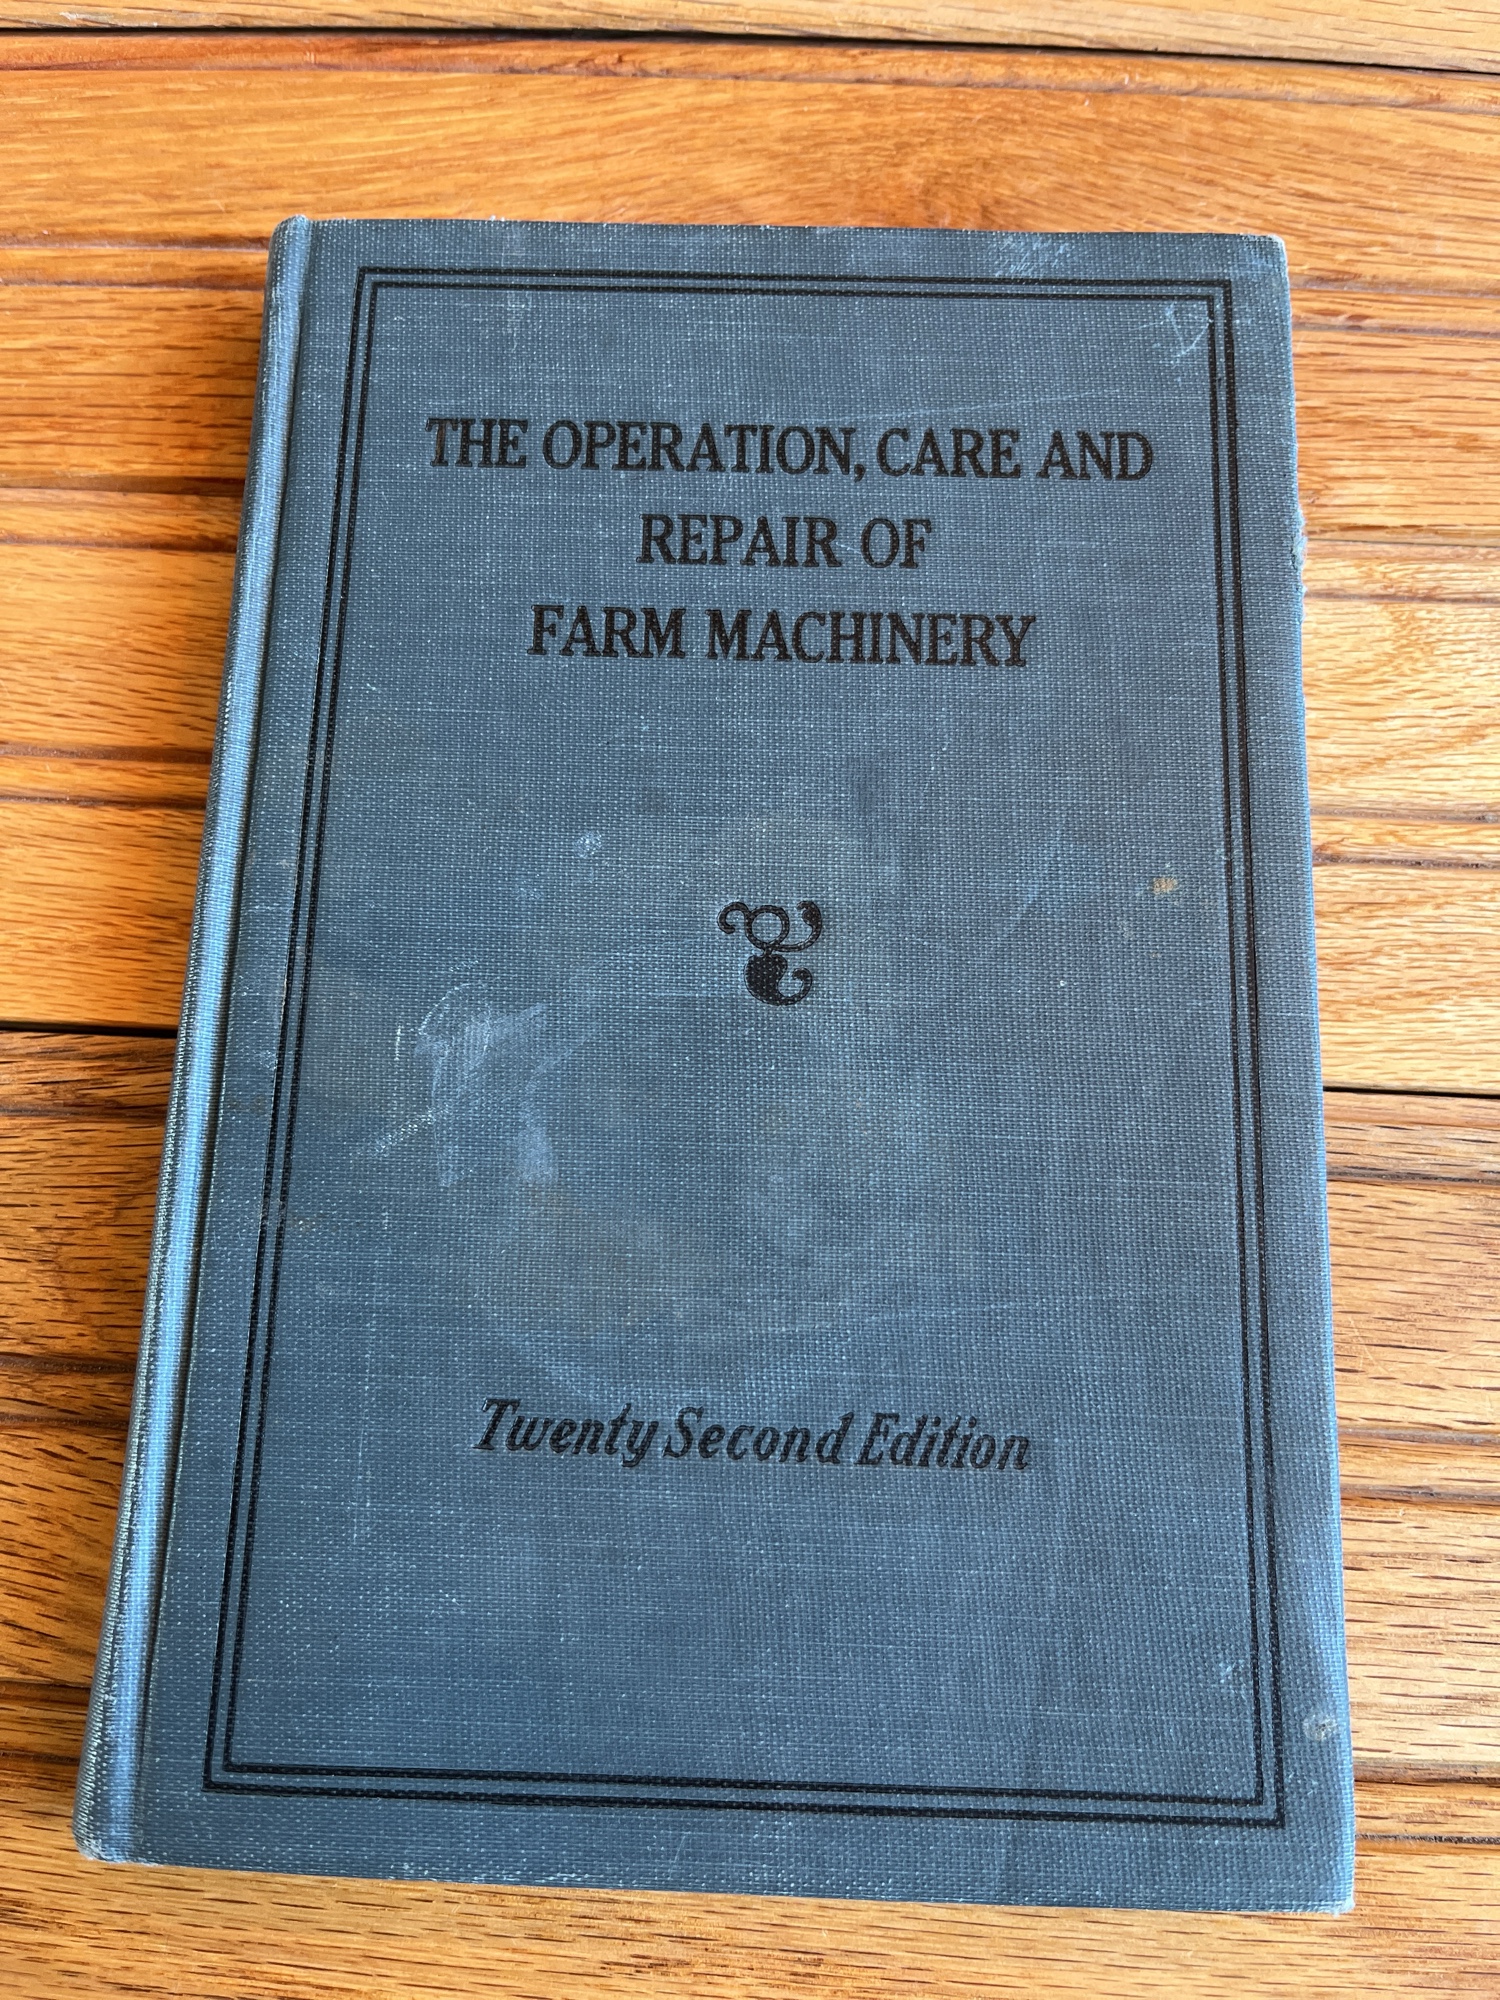 THE OPERATION, CARE AND
REPAIR OF
FARM MACHINERY
Twenty Second Edition